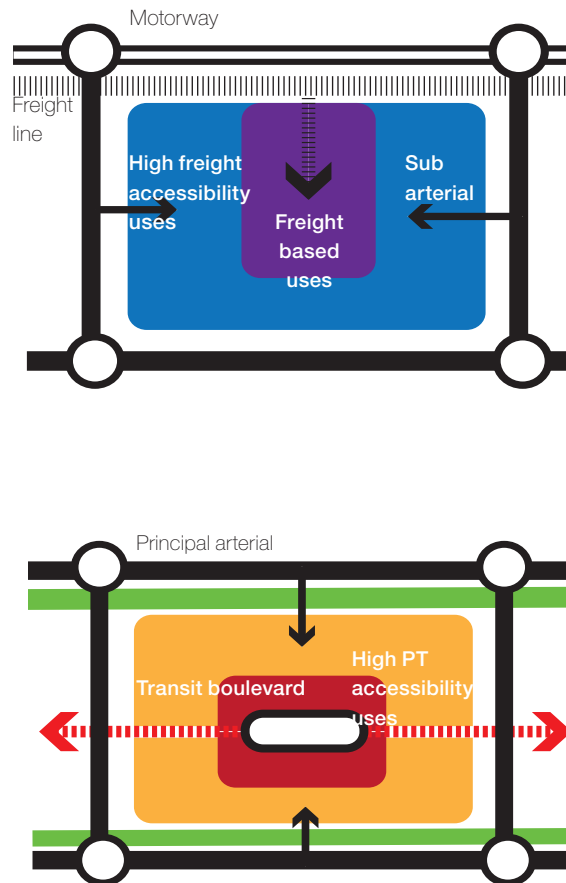 Motorway
Freight
line
High freight
accessibility
uses
Sub
arterial
Freight
based
uses
Principal arterial
Transit boulevard
High PT
accessibility
uses